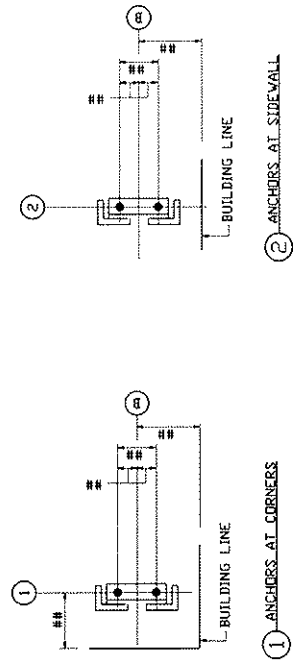 2
B
##
##
##
BUILDING LINE
2 ANCHORS AT SIDEWALL
1
B
##
##
##
##
BUILDING LINE
1 ANCHORS AT CORNERS